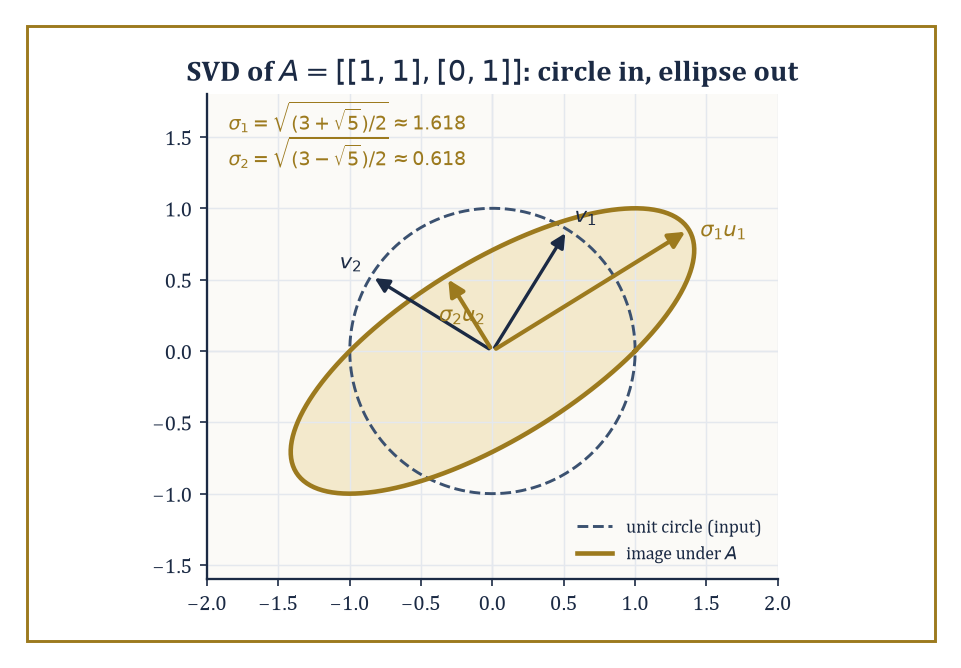 SVD of A = [[1, 1], [0, 1]]: circle in, ellipse out
σ₁ = √((3 + √5)/2) ≈ 1.618
σ₂ = √((3 − √5)/2) ≈ 0.618
1.5
1.0
0.5
0.0
−0.5
−1.0
−1.5
v₁
σ₁u₁
v₂
σ₂u₂
unit circle (input)
image under A
−2.0 −1.5 −1.0 −0.5 0.0 0.5 1.0 1.5 2.0